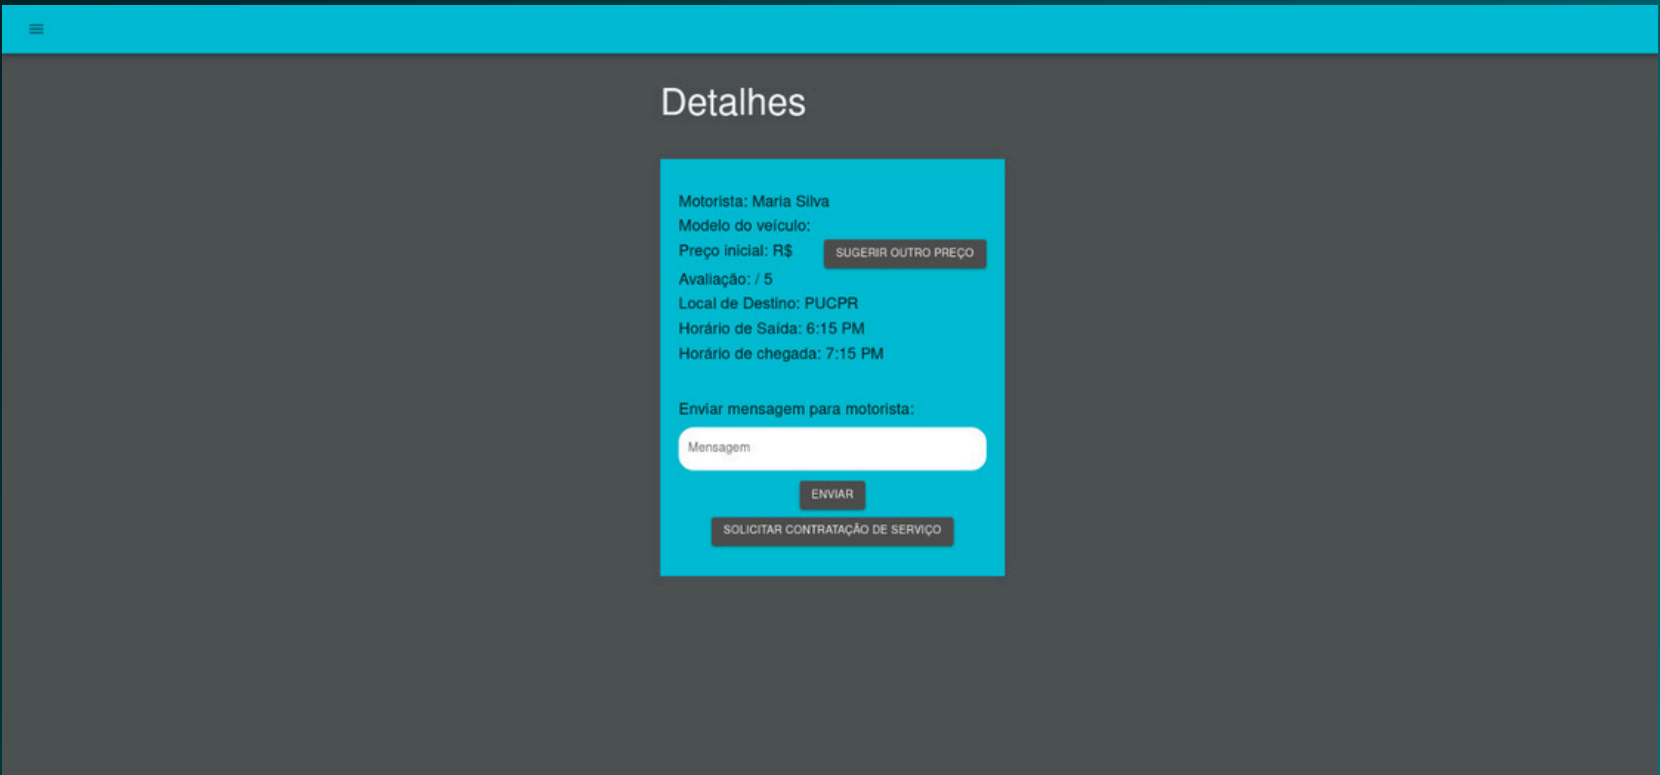 Detalhes
Motorista: Maria Silva
Modelo do veículo:
Preço inicial: R$ SUGERIR OUTRO PREÇO
Avaliação: / 5
Local de Destino: PUCPR
Horário de Saída: 6:15 PM
Horário de chegada: 7:15 PM
Enviar mensagem para motorista:
Mensagem
ENVIAR
SOLICITAR CONTRATAÇÃO DE SERVIÇO